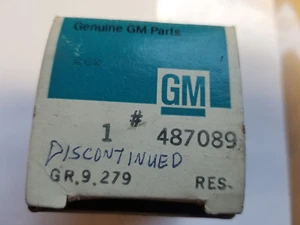 Genuine GM Parts
GM
1 # 487089
DISCONTINUED
GR. 9.279 RES-